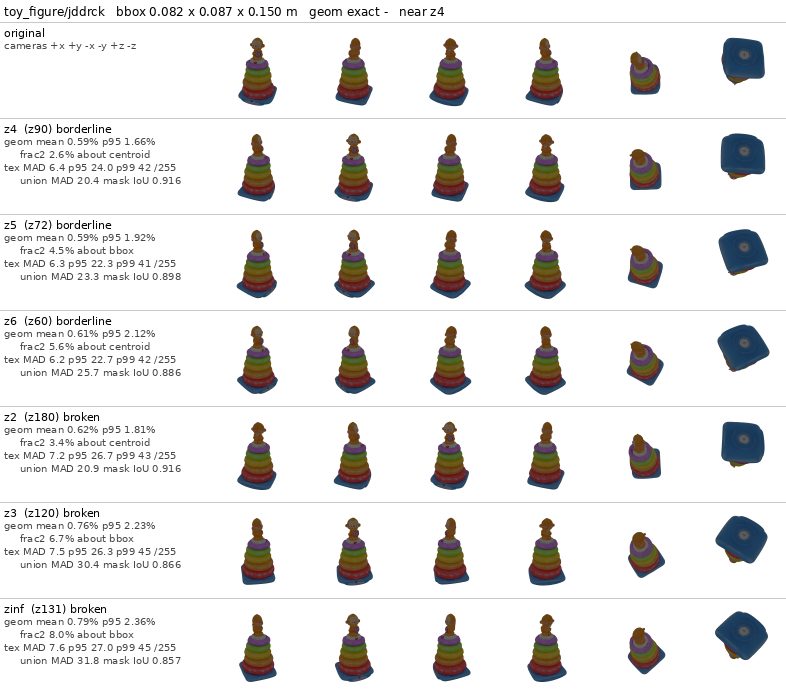 toy_figure/jddrck bbox 0.082 x 0.087 x 0.150 m geom exact - near z4
original
cameras +x +y -x -y +z -z
z4 (z90) borderline
geom mean 0.59% p95 1.66%
frac2 2.6% about centroid
tex MAD 6.4 p95 24.0 p99 42 /255
union MAD 20.4 mask IoU 0.916
z5 (z72) borderline
geom mean 0.59% p95 1.92%
frac2 4.5% about bbox
tex MAD 6.3 p95 22.3 p99 41 /255
union MAD 23.3 mask IoU 0.898
z6 (z60) borderline
geom mean 0.61% p95 2.12%
frac2 5.6% about centroid
tex MAD 6.2 p95 22.7 p99 42 /255
union MAD 25.7 mask IoU 0.886
z2 (z180) broken
geom mean 0.62% p95 1.81%
frac2 3.4% about centroid
tex MAD 7.2 p95 26.7 p99 43 /255
union MAD 20.9 mask IoU 0.916
z3 (z120) broken
geom mean 0.76% p95 2.23%
frac2 6.7% about bbox
tex MAD 7.5 p95 26.3 p99 45 /255
union MAD 30.4 mask IoU 0.866
zinf (z131) broken
geom mean 0.79% p95 2.36%
frac2 8.0% about bbox
tex MAD 7.6 p95 27.0 p99 45 /255
union MAD 31.8 mask IoU 0.857